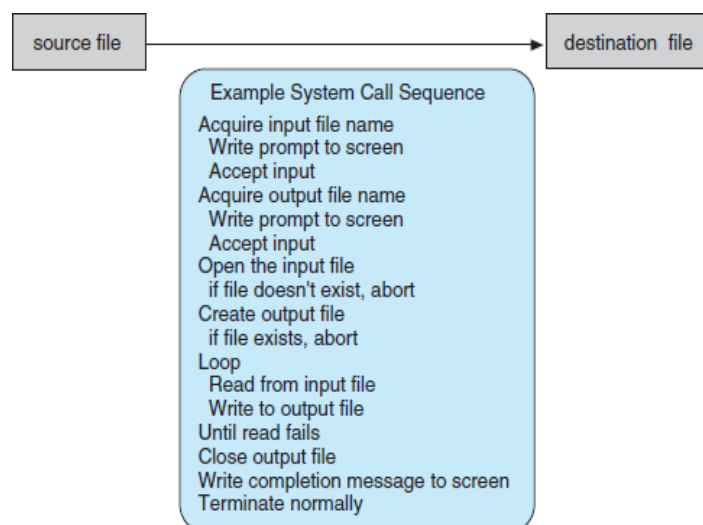 source file
destination file
Example System Call Sequence
Acquire input file name
Write prompt to screen
Accept input
Acquire output file name
Write prompt to screen
Accept input
Open the input file
if file doesn't exist, abort
Create output file
if file exists, abort
Loop
Read from input file
Write to output file
Until read fails
Close output file
Write completion message to screen
Terminate normally